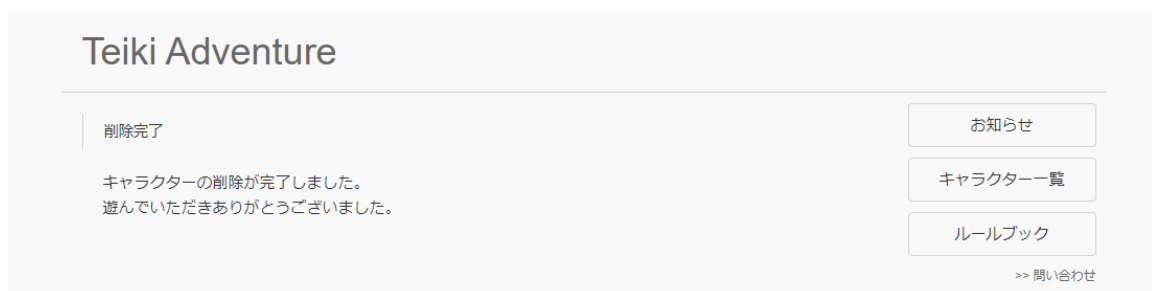 Teiki Adventure
削除完了
キャラクターの削除が完了しました。
遊んでいただきありがとうございました。
お知らせ
キャラクター一覧
ルールブック
>> 問い合わせ